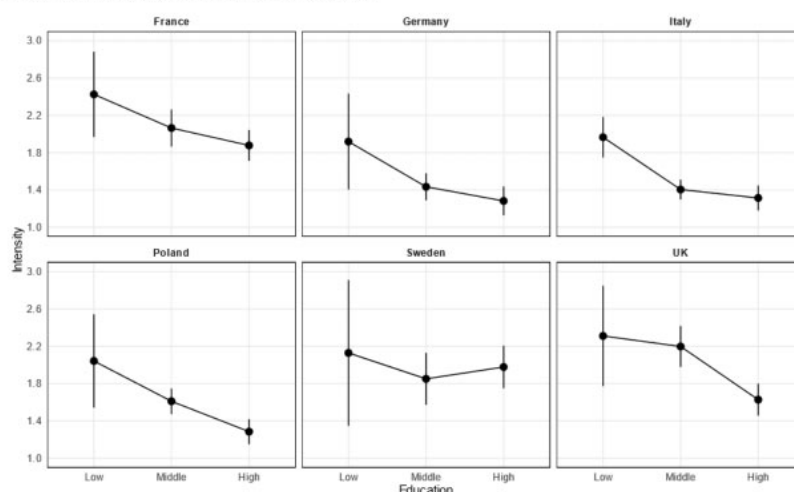 France Germany Italy
3.0
2.6
2.2
1.8
1.4
1.0
Intensity
Poland Sweden UK
3.0
2.6
2.2
1.8
1.4
1.0
Low Middle High Low Middle High Low Middle High
Education